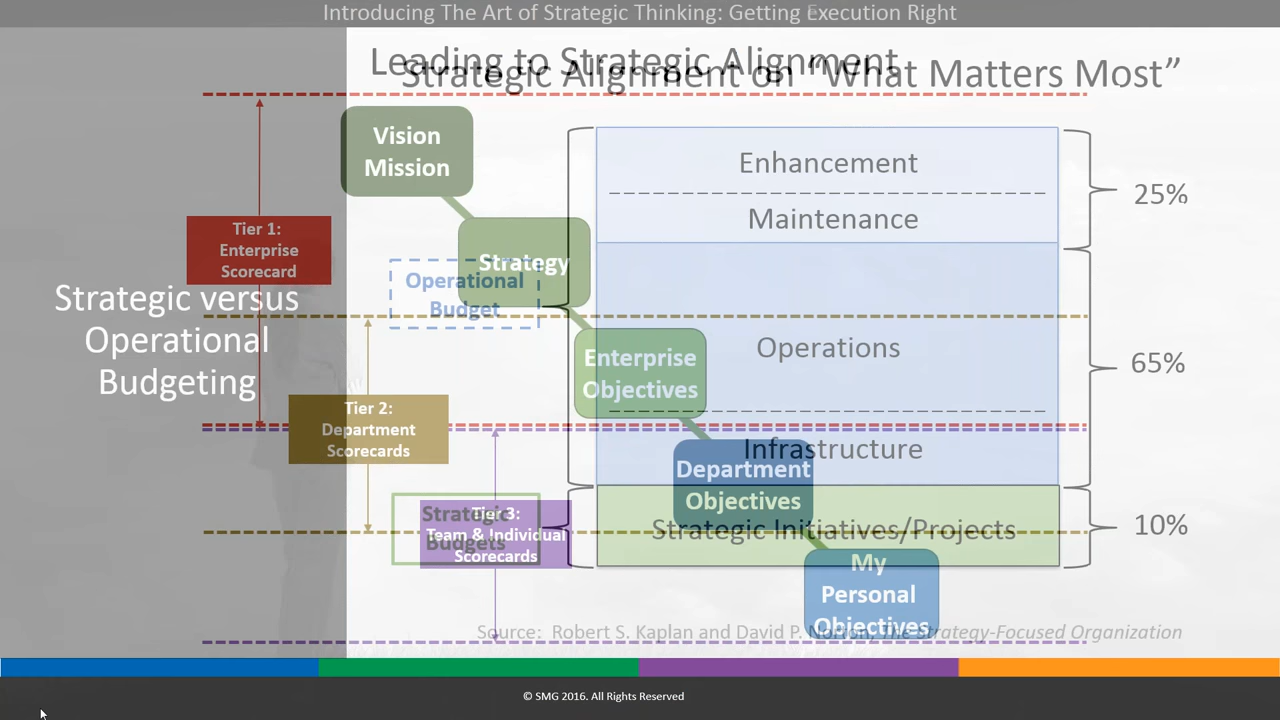 Introducing The Art of Strategic Thinking: Getting Execution Right
Leading to Strategic Alignment
Strategic Alignment on “What Matters Most”
Vision
Mission
Enhancement
25%
Maintenance
Tier 1:
Enterprise
Scorecard
Strategy
Operational
Budget
Strategic versus
Operational
Budgeting
Enterprise
Objectives
Operations
65%
Tier 2:
Department
Scorecards
Infrastructure
Department
Objectives
Strategic
Budgets
Tier 3:
Team & Individual
Scorecards
Strategic Initiatives/Projects
10%
My
Personal
Objectives
Source: Robert S. Kaplan and David P. Norton, The Strategy-Focused Organization
© SMG 2016. All Rights Reserved